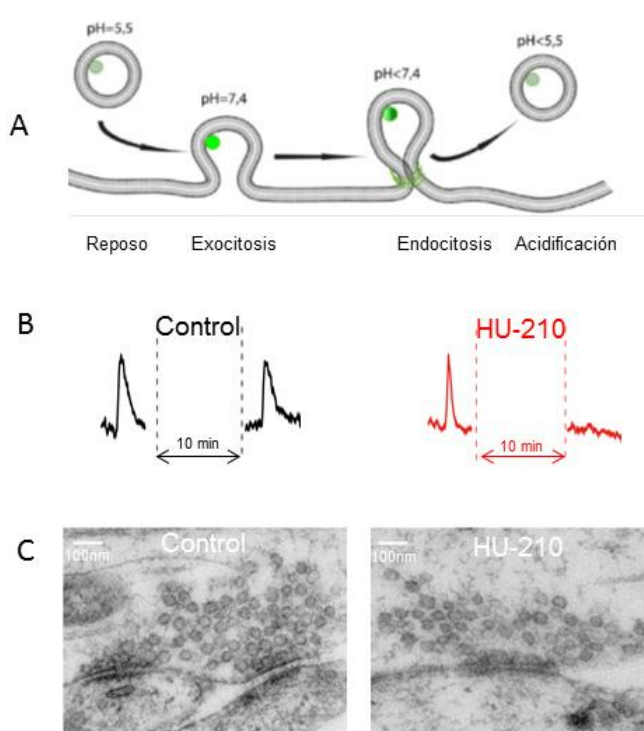 pH=5,5
pH=7,4
pH<7,4
pH<5,5
A
Reposo
Exocitosis
Endocitosis
Acidificación
B
Control
HU-210
10 min
10 min
C
100nm
Control
100nm
HU-210